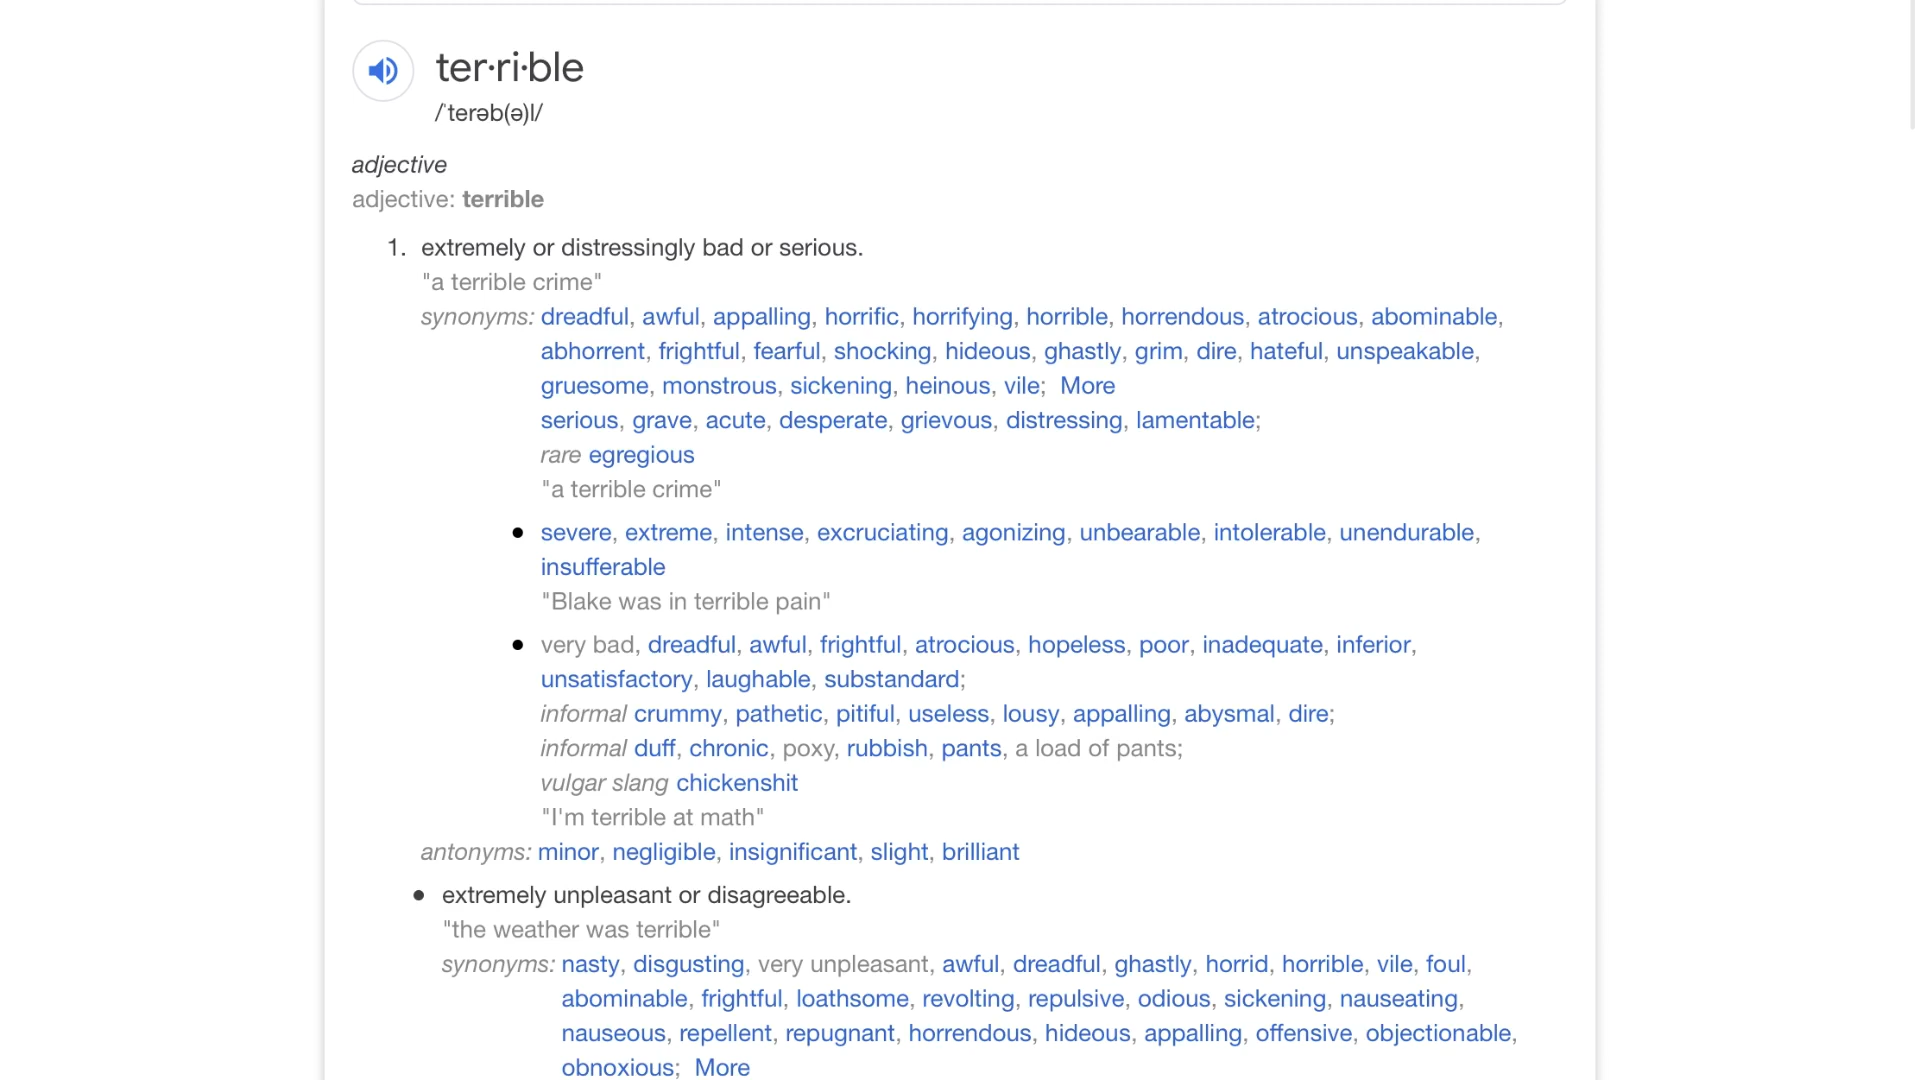 ter·ri·ble
/ˈterəb(ə)l/
adjective
adjective: terrible
1. extremely or distressingly bad or serious.
"a terrible crime"
synonyms: dreadful, awful, appalling, horrific, horrifying, horrible, horrendous, atrocious, abominable,
abhorrent, frightful, fearful, shocking, hideous, ghastly, grim, dire, hateful, unspeakable,
gruesome, monstrous, sickening, heinous, vile; More
serious, grave, acute, desperate, grievous, distressing, lamentable;
rare egregious
"a terrible crime"
• severe, extreme, intense, excruciating, agonizing, unbearable, intolerable, unendurable,
insufferable
"Blake was in terrible pain"
• very bad, dreadful, awful, frightful, atrocious, hopeless, poor, inadequate, inferior,
unsatisfactory, laughable, substandard;
informal crummy, pathetic, pitiful, useless, lousy, appalling, abysmal, dire;
informal duff, chronic, poxy, rubbish, pants, a load of pants;
vulgar slang chickenshit
"I'm terrible at math"
antonyms: minor, negligible, insignificant, slight, brilliant
• extremely unpleasant or disagreeable.
"the weather was terrible"
synonyms: nasty, disgusting, very unpleasant, awful, dreadful, ghastly, horrid, horrible, vile, foul,
abominable, frightful, loathsome, revolting, repulsive, odious, sickening, nauseating,
nauseous, repellent, repugnant, horrendous, hideous, appalling, offensive, objectionable,
obnoxious; More